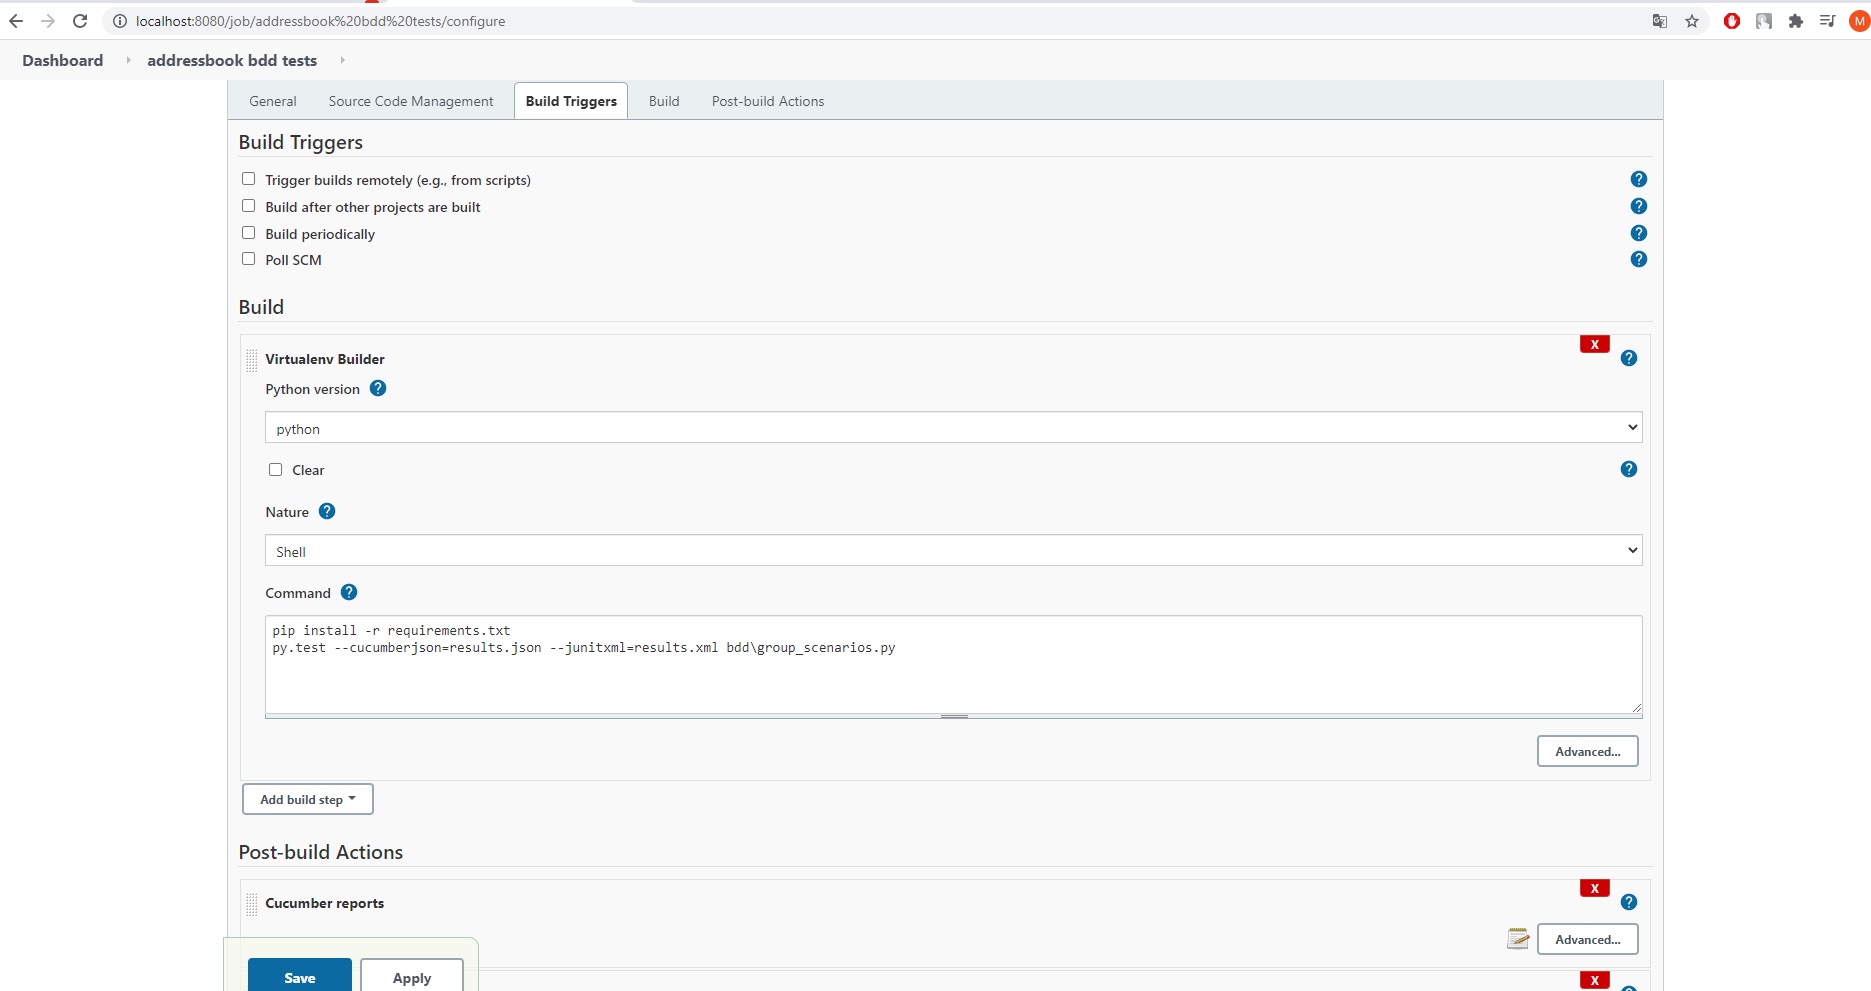 localhost:8080/job/addressbook%20bdd%20tests/configure
M
Dashboard addressbook bdd tests
General Source Code Management Build Triggers Build Post-build Actions
Build Triggers
Trigger builds remotely (e.g., from scripts) ?
Build after other projects are built ?
Build periodically ?
Poll SCM ?
Build
X
Virtualenv Builder ?
Python version ?
python
Clear ?
Nature ?
Shell
Command ?
pip install -r requirements.txt
py.test --cucumberjson=results.json --junitxml=results.xml bdd\group_scenarios.py
Advanced...
Add build step
Post-build Actions
X
Cucumber reports ?
Advanced...
Save Apply
X